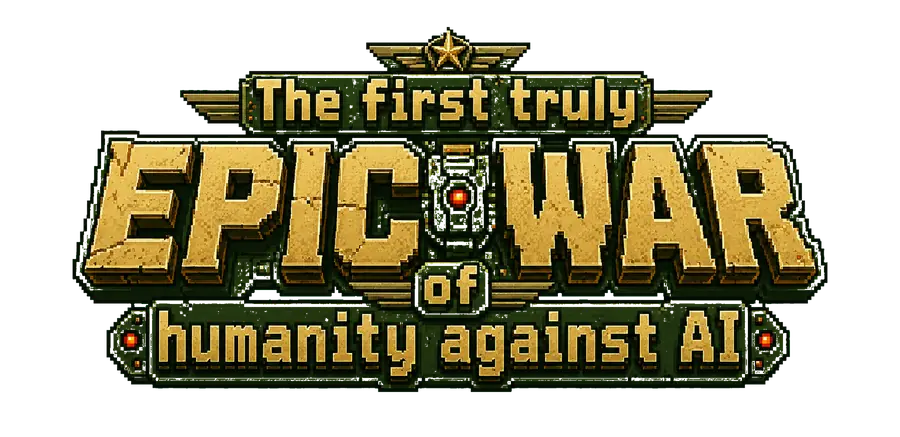 The first truly
EPIC WAR
of
humanity against AI